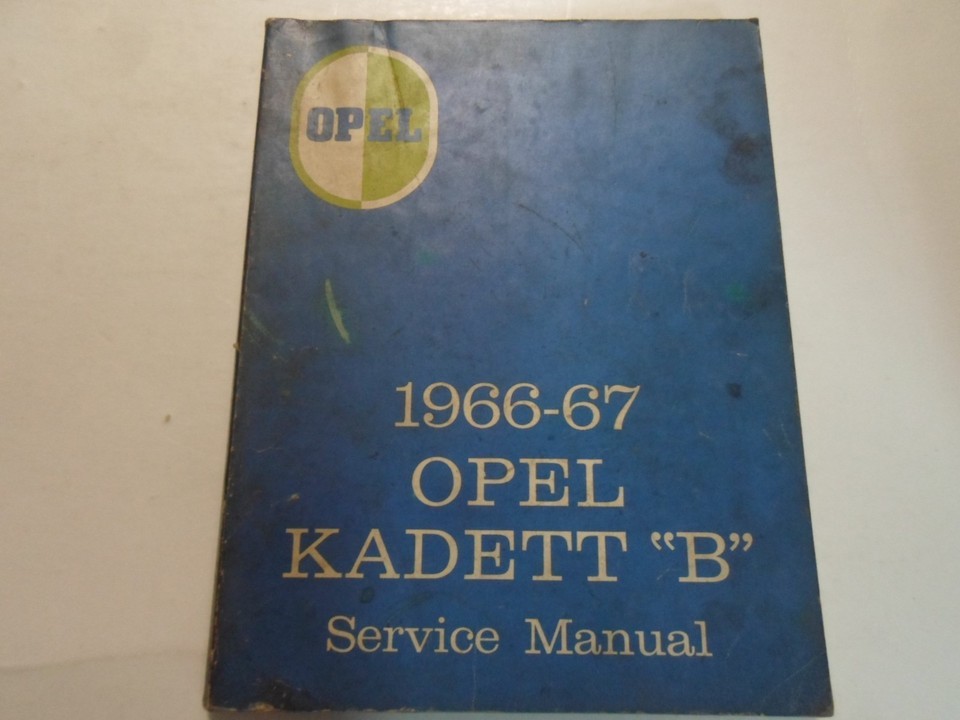 OPEL
1966-67
OPEL
KADETT “B”
Service Manual